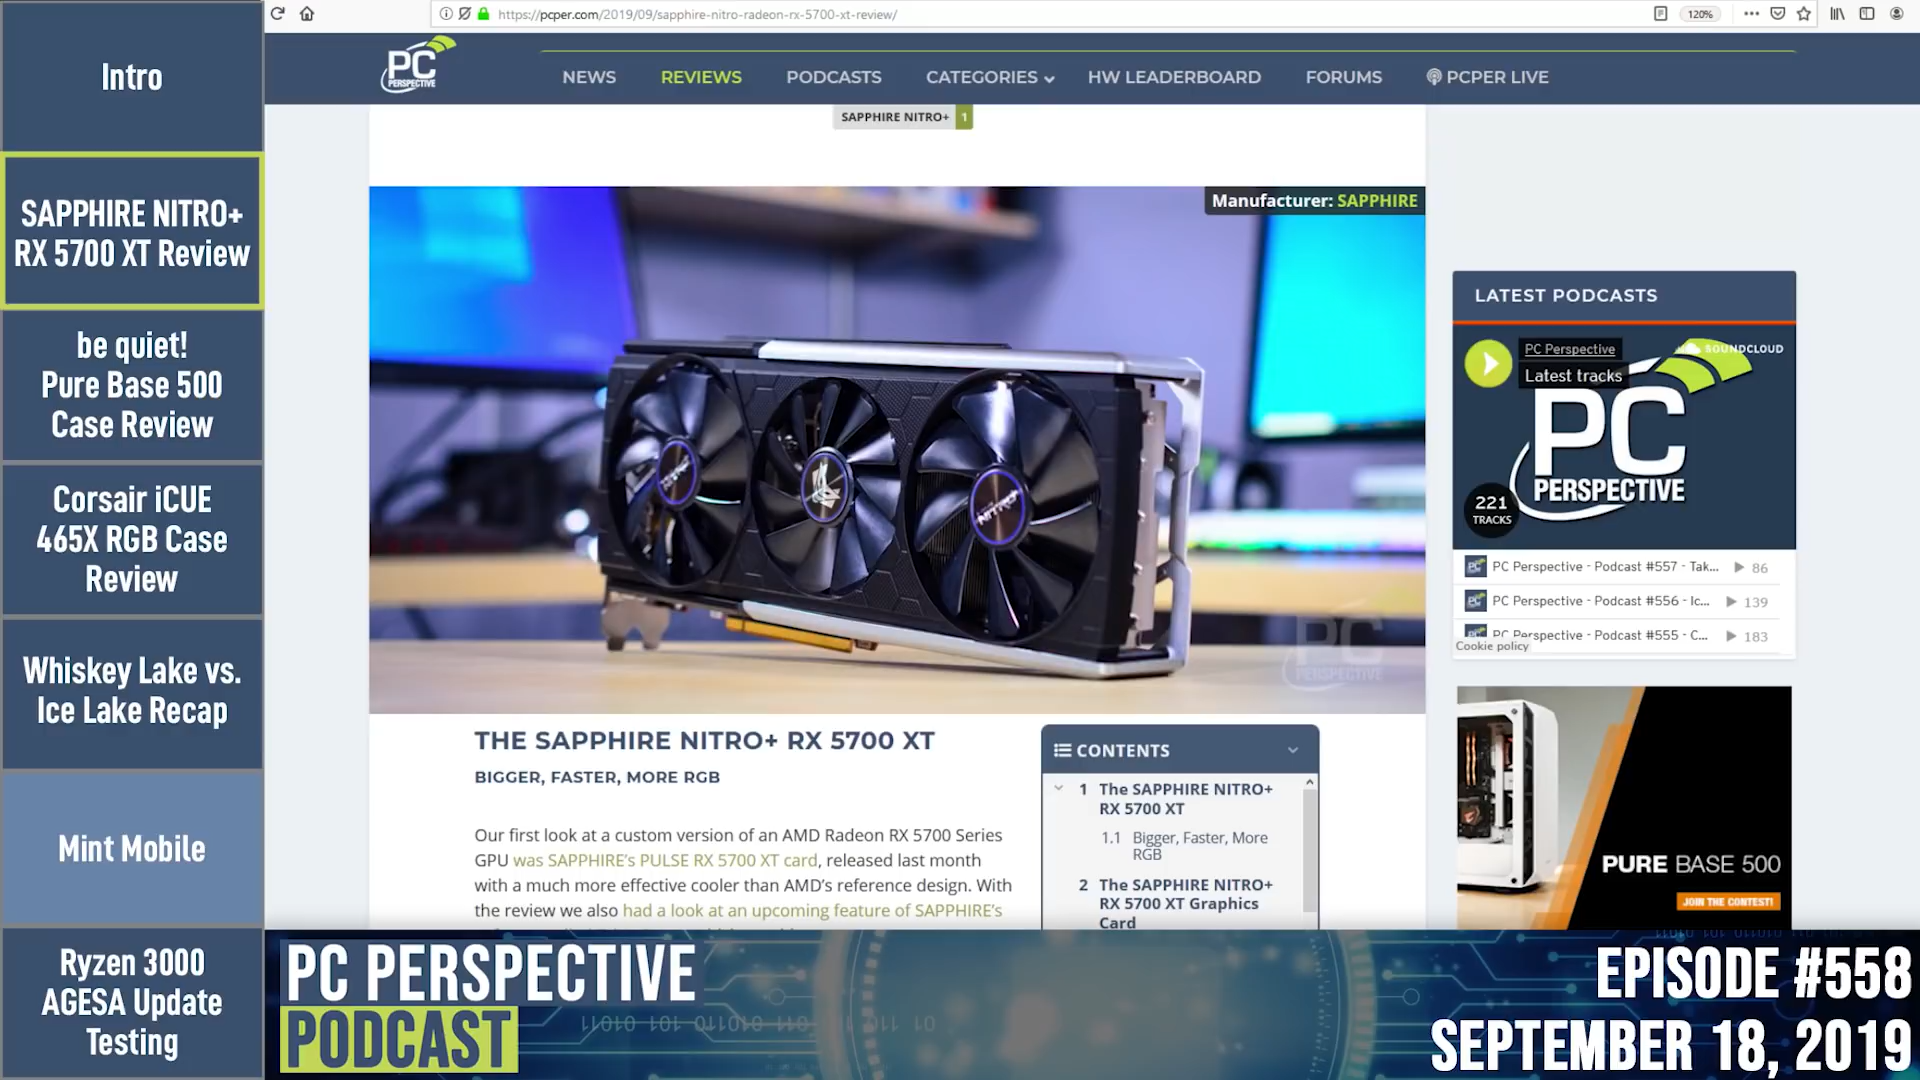 Intro
SAPPHIRE NITRO+
RX 5700 XT Review
be quiet!
Pure Base 500
Case Review
Corsair iCUE
465X RGB Case
Review
Whiskey Lake vs.
Ice Lake Recap
Mint Mobile
Ryzen 3000
AGESA Update
Testing
https://pcper.com/2019/09/sapphire-nitro-radeon-rx-5700-xt-review/
120%
PC
PERSPECTIVE
NEWS
REVIEWS
PODCASTS
CATEGORIES
HW LEADERBOARD
FORUMS
PCPER LIVE
SAPPHIRE NITRO+ 1
Manufacturer: SAPPHIRE
NITRO
NITRO
PC
PERSPECTIVE
THE SAPPHIRE NITRO+ RX 5700 XT
BIGGER, FASTER, MORE RGB
Our first look at a custom version of an AMD Radeon RX 5700 Series
GPU was SAPPHIRE's PULSE RX 5700 XT card, released last month
with a much more effective cooler than AMD's reference design. With
the review we also had a look at an upcoming feature of SAPPHIRE's
CONTENTS
1 The SAPPHIRE NITRO+
RX 5700 XT
1.1 Bigger, Faster, More
RGB
2 The SAPPHIRE NITRO+
RX 5700 XT Graphics
Card
LATEST PODCASTS
PC Perspective
SOUNDCLOUD
Latest tracks
PC
PERSPECTIVE
221
TRACKS
PC Perspective - Podcast #557 - Tak... 86
PC Perspective - Podcast #556 - Ic... 139
PC Perspective - Podcast #555 - C... 183
Cookie policy
PURE BASE 500
JOIN THE CONTEST!
PC PERSPECTIVE
PODCAST
EPISODE #558
SEPTEMBER 18, 2019